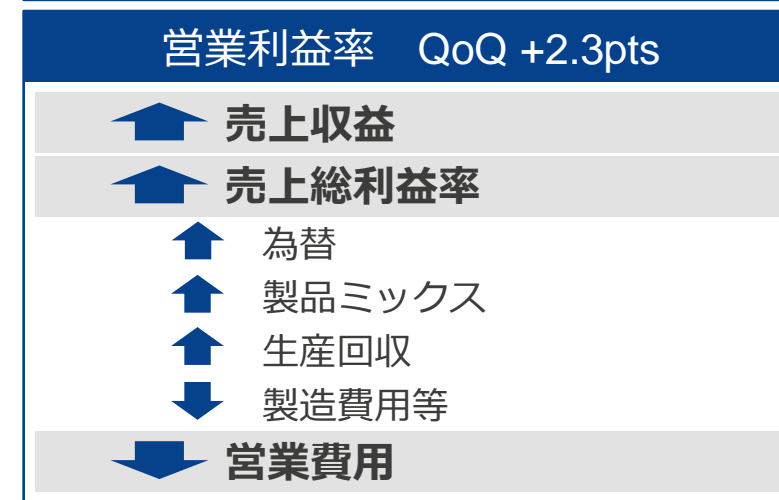 営業利益率　QoQ +2.3pts
売上収益
売上総利益率
為替
製品ミックス
生産回収
製造費用等
営業費用